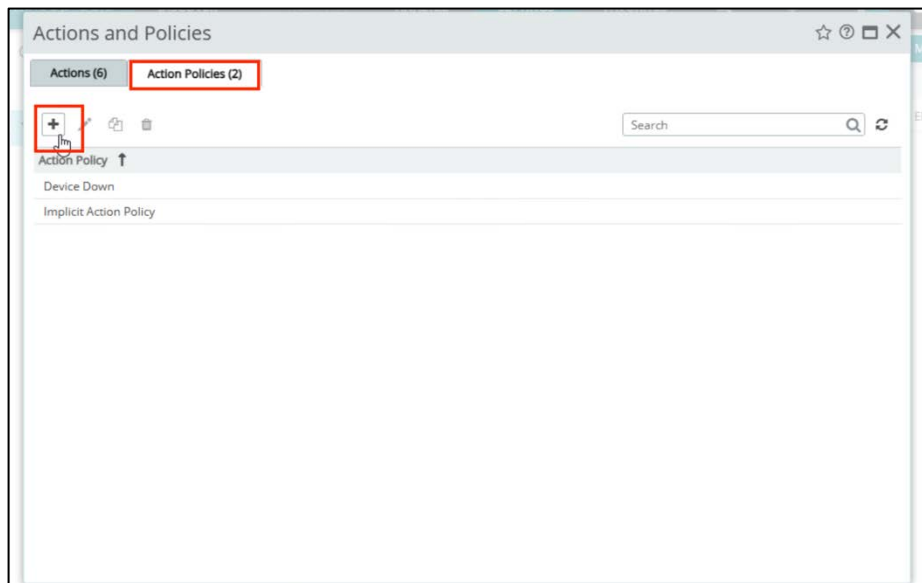 Actions and Policies
Actions (6) Action Policies (2)
Search
Action Policy
Device Down
Implicit Action Policy